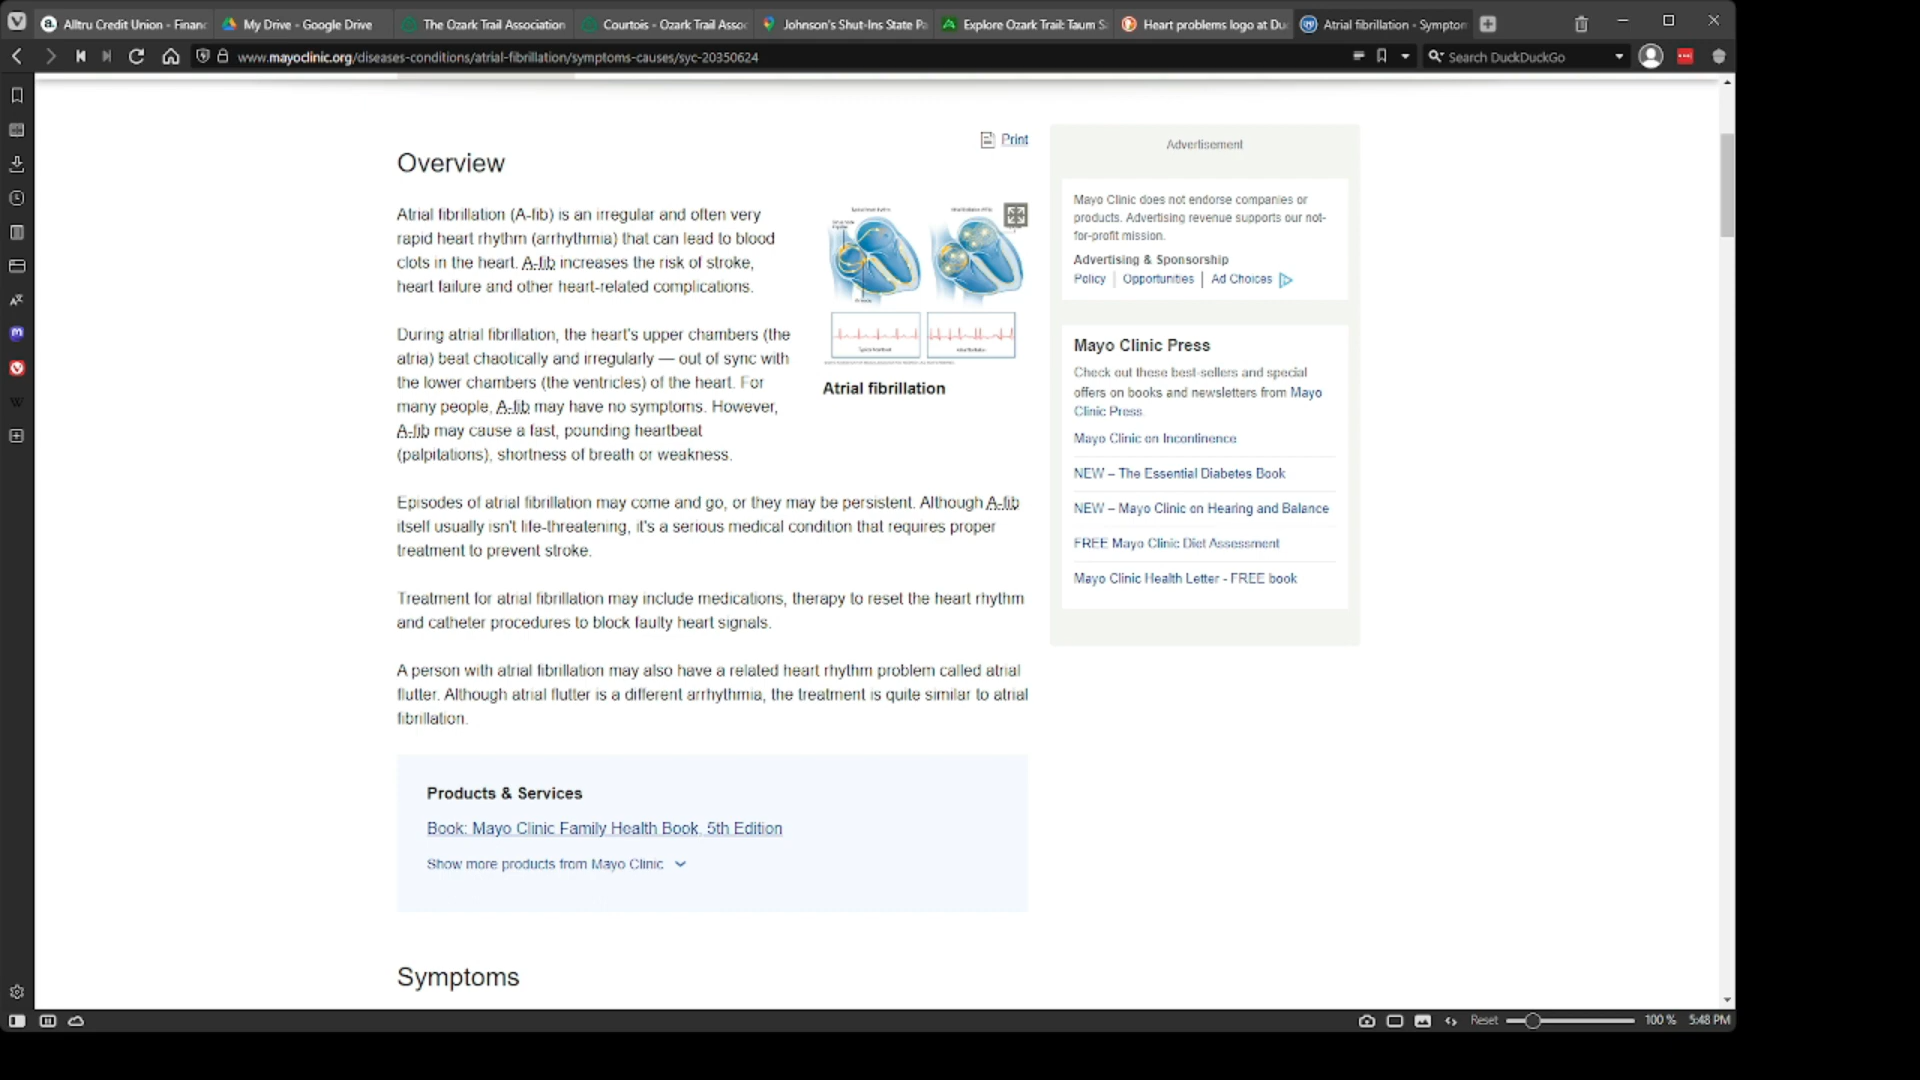 Alltru Credit Union - Financ
My Drive - Google Drive
The Ozark Trail Association
Courtois - Ozark Trail Assoc
Johnson's Shut-Ins State Pa
Explore Ozark Trail: Taum S
Heart problems logo at Du
Atrial fibrillation - Symptom
www.mayoclinic.org/diseases-conditions/atrial-fibrillation/symptoms-causes/syc-20350624
Search DuckDuckGo
Print
Overview
Atrial fibrillation (A-fib) is an irregular and often very
rapid heart rhythm (arrhythmia) that can lead to blood
clots in the heart. A-fib increases the risk of stroke,
heart failure and other heart-related complications.
During atrial fibrillation, the heart's upper chambers (the
atria) beat chaotically and irregularly — out of sync with
the lower chambers (the ventricles) of the heart. For
many people, A-fib may have no symptoms. However,
A-fib may cause a fast, pounding heartbeat
(palpitations), shortness of breath or weakness.
Atrial fibrillation
Episodes of atrial fibrillation may come and go, or they may be persistent. Although A-fib
itself usually isn't life-threatening, it's a serious medical condition that requires proper
treatment to prevent stroke.
Treatment for atrial fibrillation may include medications, therapy to reset the heart rhythm
and catheter procedures to block faulty heart signals.
A person with atrial fibrillation may also have a related heart rhythm problem called atrial
flutter. Although atrial flutter is a different arrhythmia, the treatment is quite similar to atrial
fibrillation.
Products & Services
Book: Mayo Clinic Family Health Book, 5th Edition
Show more products from Mayo Clinic
Symptoms
Advertisement
Mayo Clinic does not endorse companies or
products. Advertising revenue supports our not-
for-profit mission.
Advertising & Sponsorship
Policy | Opportunities | Ad Choices
Mayo Clinic Press
Check out these best-sellers and special
offers on books and newsletters from Mayo
Clinic Press.
Mayo Clinic on Incontinence
NEW – The Essential Diabetes Book
NEW – Mayo Clinic on Hearing and Balance
FREE Mayo Clinic Diet Assessment
Mayo Clinic Health Letter - FREE book
Reset
100 %
5:48 PM